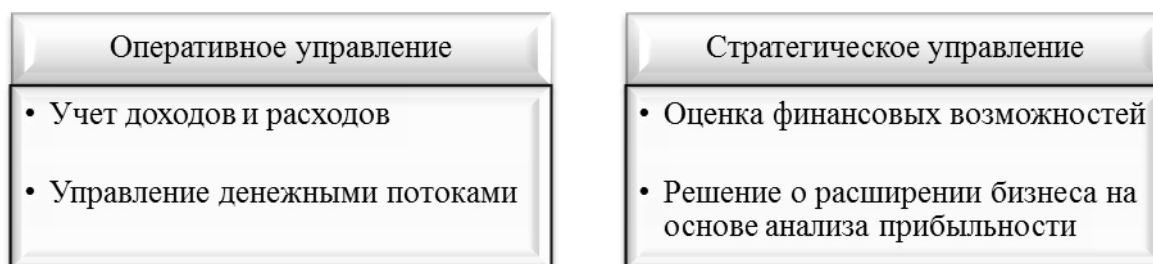 Оперативное управление
• Учет доходов и расходов
• Управление денежными потоками
Стратегическое управление
• Оценка финансовых возможностей
• Решение о расширении бизнеса на
основе анализа прибыльности